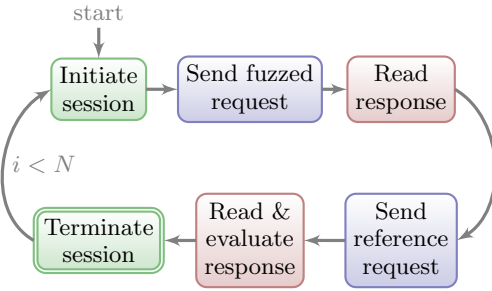 start
Initiate
session
Send fuzzed
request
Read
response
i < N
Terminate
session
Read &
evaluate
response
Send
reference
request